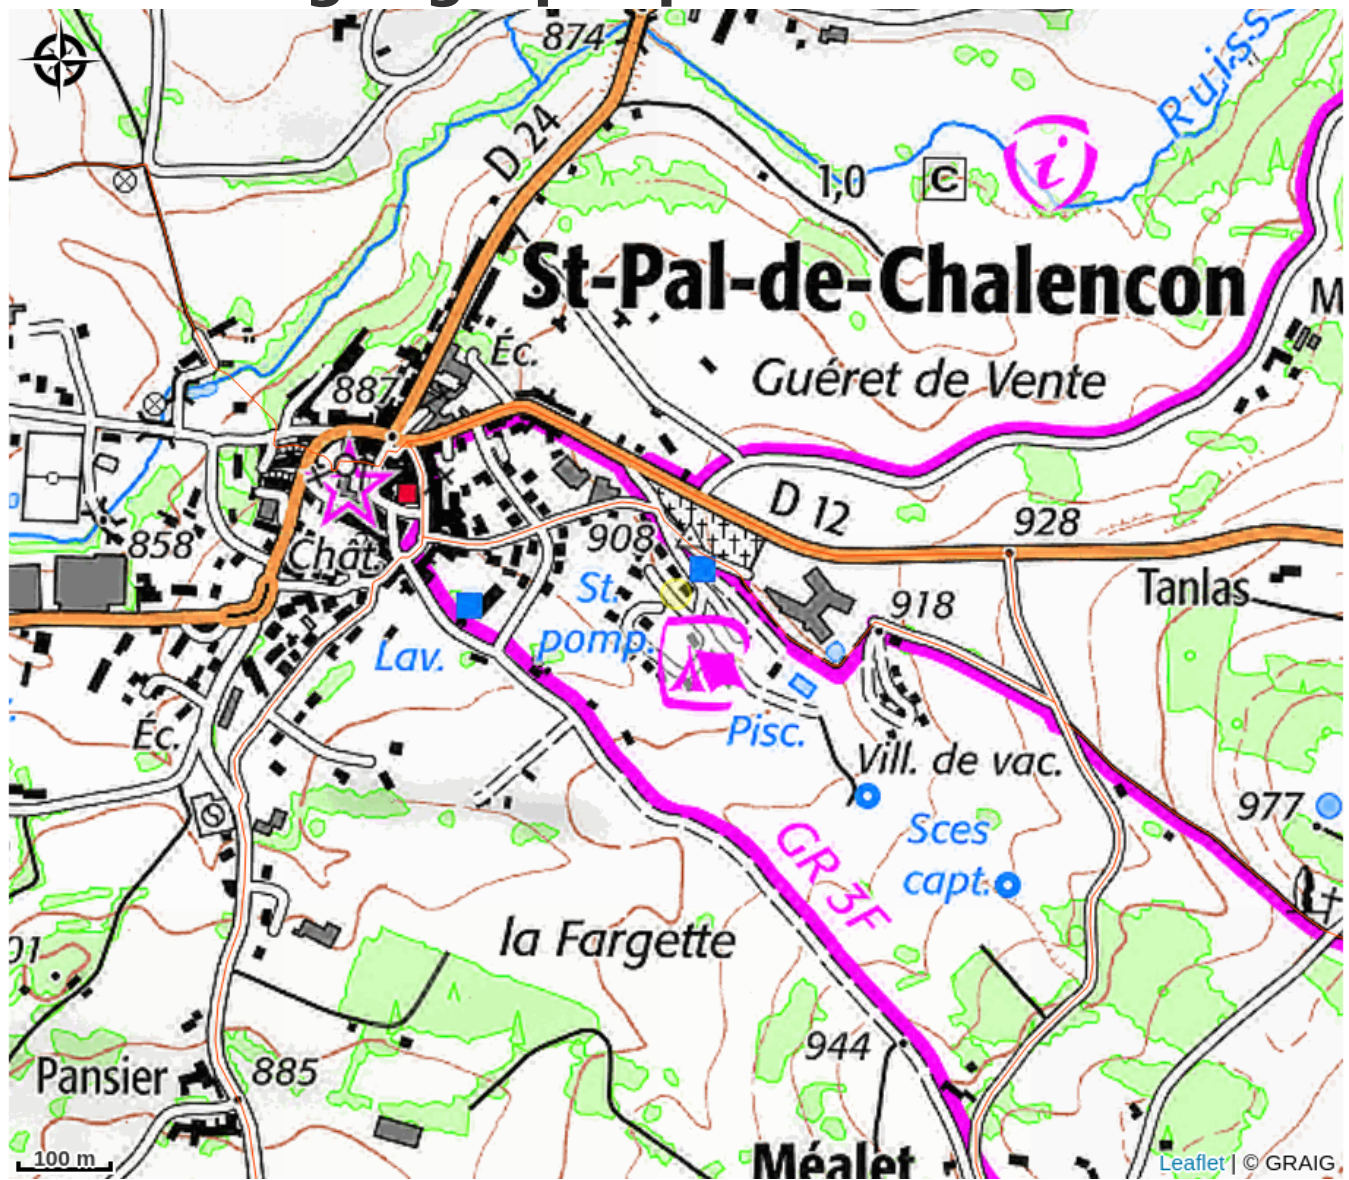 874
Ruiss
D 24
1,0
C
i
St-Pal-de-Chalencon
M
Éc.
887
Guéret de Vente
D 12
928
908
858
Chât.
St.
pomp.
Tanlas
918
Lav.
Pisc.
Éc.
Vill. de vac.
977
Sces
capt.
GR 3F
la Fargette
01
944
Pansier
885
Méalet
100 m
Leaflet | © GRAIG